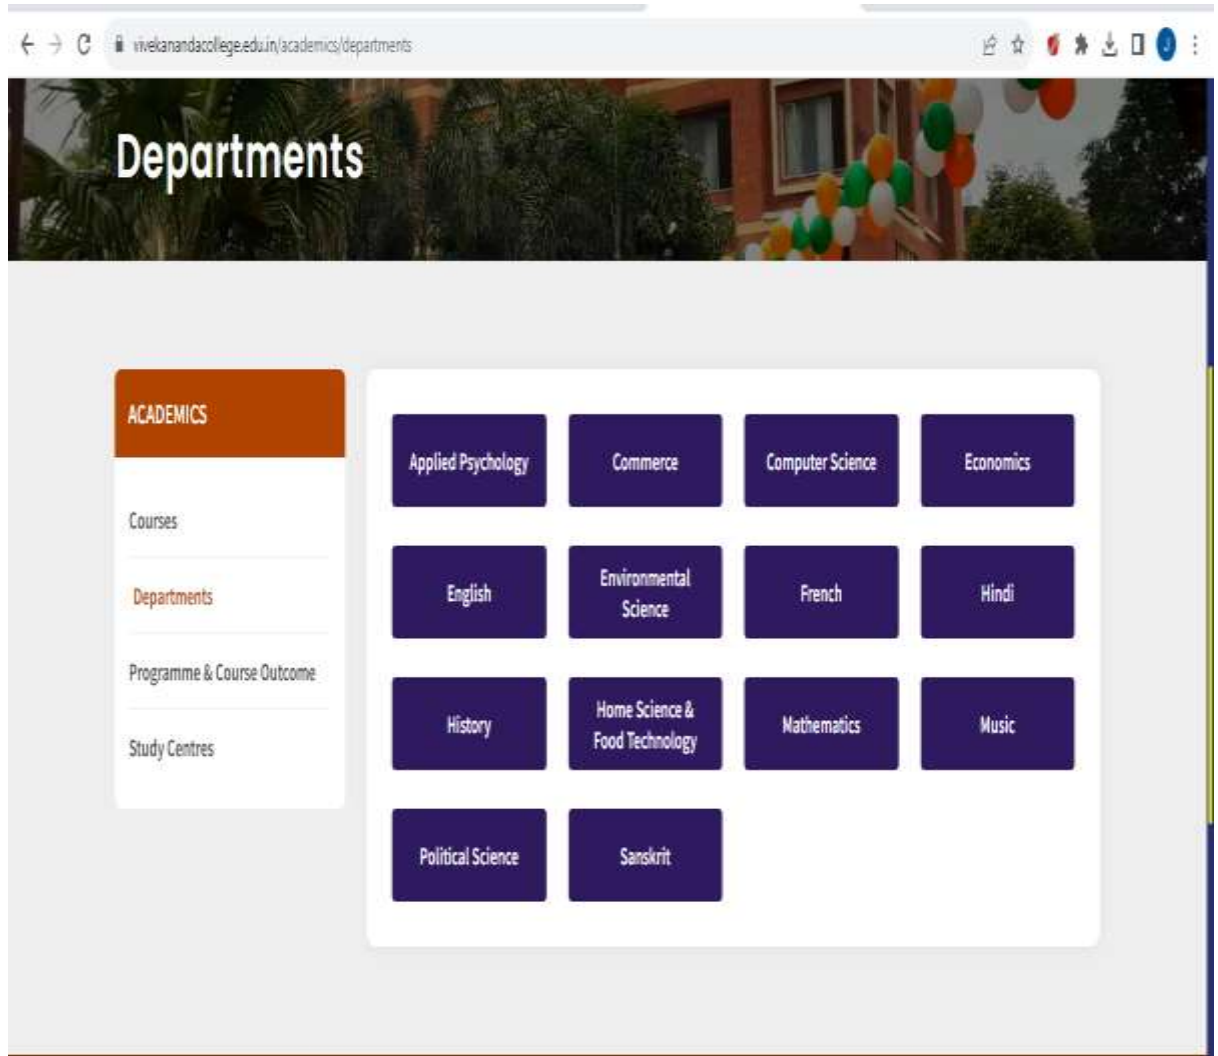 vivekanandacollege.edu.in/academics/departments
J
Departments
ACADEMICS
Courses
Departments
Programme & Course Outcome
Study Centres
Applied Psychology
Commerce
Computer Science
Economics
English
Environmental
Science
French
Hindi
History
Home Science &
Food Technology
Mathematics
Music
Political Science
Sanskrit